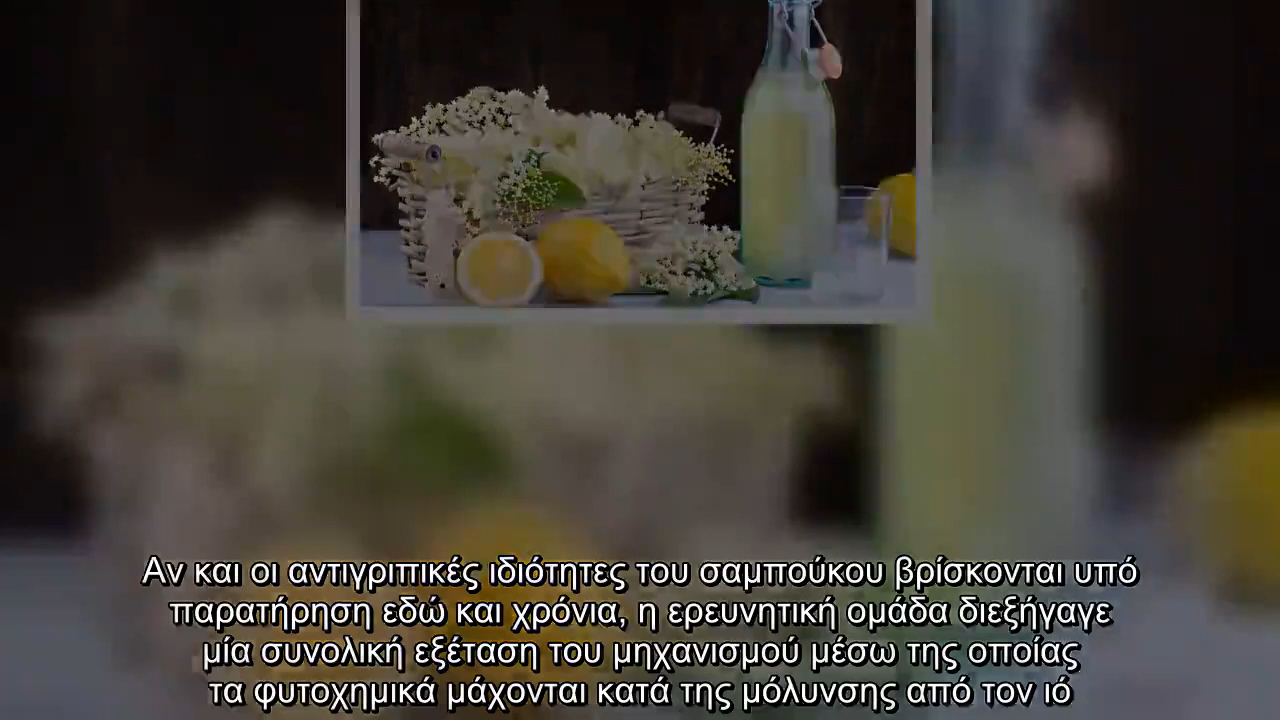 Αν και οι αντιγριπικές ιδιότητες του σαμπούκου βρίσκονται υπό
παρατήρηση εδώ και χρόνια, η ερευνητική ομάδα διεξήγαγε
μία συνολική εξέταση του μηχανισμού μέσω της οποίας
τα φυτοχημικά μάχονται κατά της μόλυνσης από τον ιό